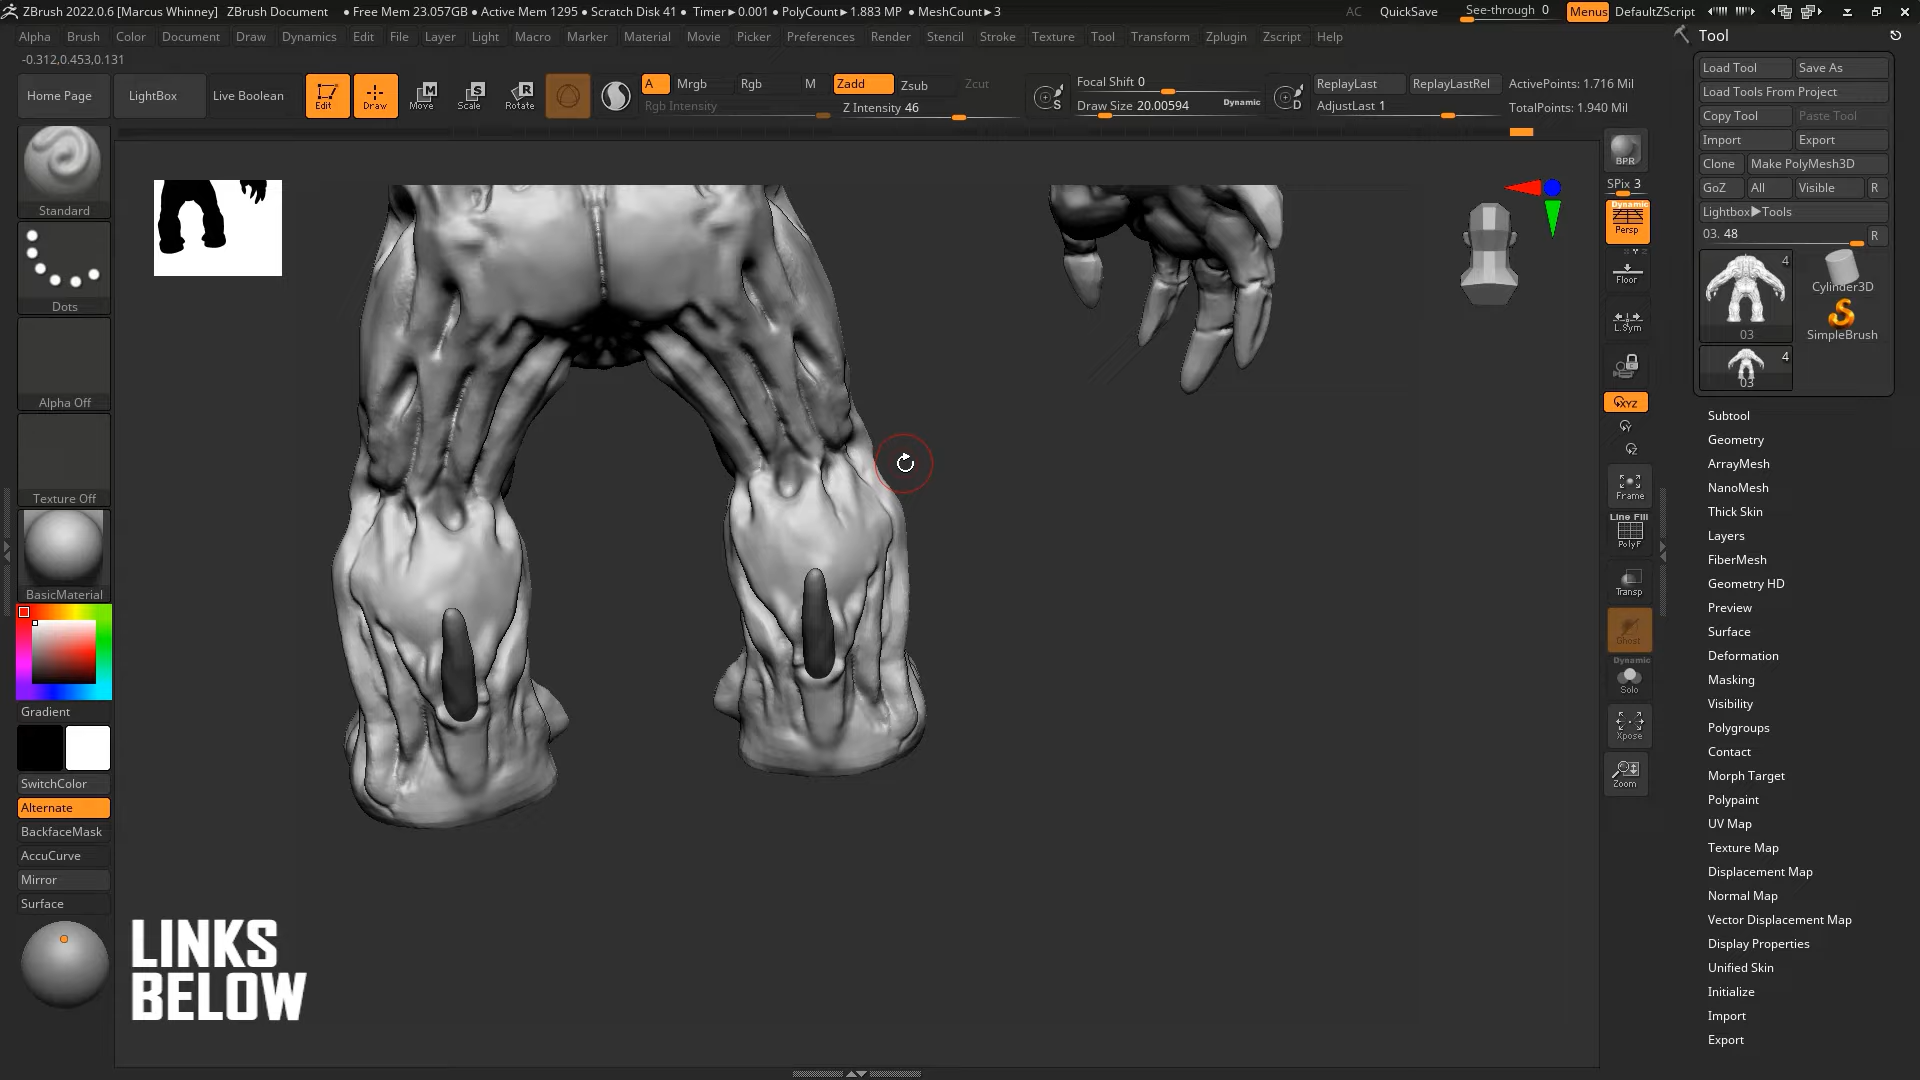 ZBrush 2022.0.6 [Marcus Whinney] ZBrush Document • Free Mem 23.057GB • Active Mem 1295 • Scratch Disk 41 • Timer▸0.001 • PolyCount▸1.883 MP • MeshCount▸3 AC QuickSave See-through 0 Menus DefaultZScript
Alpha Brush Color Document Draw Dynamics Edit File Layer Light Macro Marker Material Movie Picker Preferences Render Stencil Stroke Texture Tool Transform Zplugin Zscript Help
-0.312,0.453,0.131
Home Page LightBox Live Boolean Edit Draw Move Scale Rotate
A Mrgb Rgb M Zadd Zsub Zcut
Rgb Intensity Z Intensity 46
Focal Shift 0
Draw Size 20.00594 Dynamic
ReplayLast ReplayLastRel
AdjustLast 1
ActivePoints: 1.716 Mil
TotalPoints: 1.940 Mil
Standard
Dots
Alpha Off
Texture Off
BasicMaterial
Gradient
SwitchColor
Alternate
BackfaceMask
AccuCurve
Mirror
Surface
LINKS
BELOW
BPR
SPix 3
Dynamic
Persp
Floor
L.Sym
XYZ
Frame
Line Fill
PolyF
Transp
Ghost
Dynamic
Solo
Xpose
Zoom
Tool
Load Tool Save As
Load Tools From Project
Copy Tool Paste Tool
Import Export
Clone Make PolyMesh3D
GoZ All Visible R
Lightbox▸Tools
03. 48 R
4
03
Cylinder3D
SimpleBrush
4
03
Subtool
Geometry
ArrayMesh
NanoMesh
Thick Skin
Layers
FiberMesh
Geometry HD
Preview
Surface
Deformation
Masking
Visibility
Polygroups
Contact
Morph Target
Polypaint
UV Map
Texture Map
Displacement Map
Normal Map
Vector Displacement Map
Display Properties
Unified Skin
Initialize
Import
Export